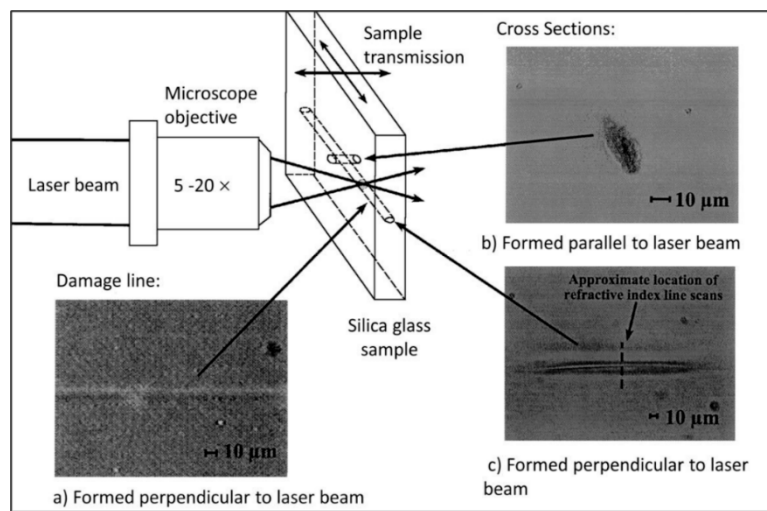 Cross Sections:
Sample
transmission
Microscope
objective
Laser beam
5 -20 ×
10 µm
b) Formed parallel to laser beam
Damage line:
Approximate location of
refractive index line scans
Silica glass
sample
10 µm
10 µm
c) Formed perpendicular to laser
beam
a) Formed perpendicular to laser beam